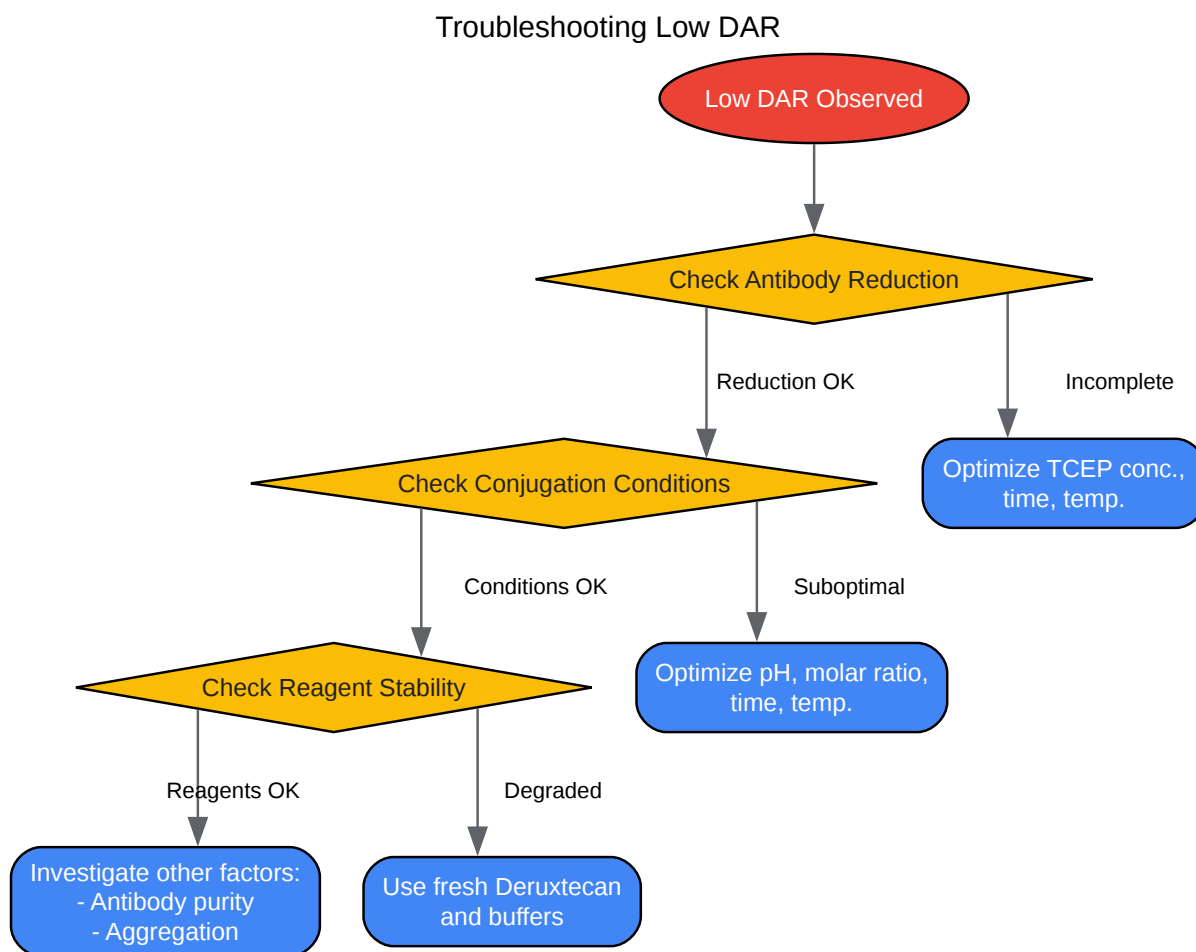 Troubleshooting Low DAR
Low DAR Observed
Check Antibody Reduction
Reduction OK
Incomplete
Check Conjugation Conditions
Optimize TCEP conc.,
time, temp.
Conditions OK
Suboptimal
Check Reagent Stability
Optimize pH, molar ratio,
time, temp.
Reagents OK
Degraded
Investigate other factors:
- Antibody purity
- Aggregation
Use fresh Deruxtecan
and buffers